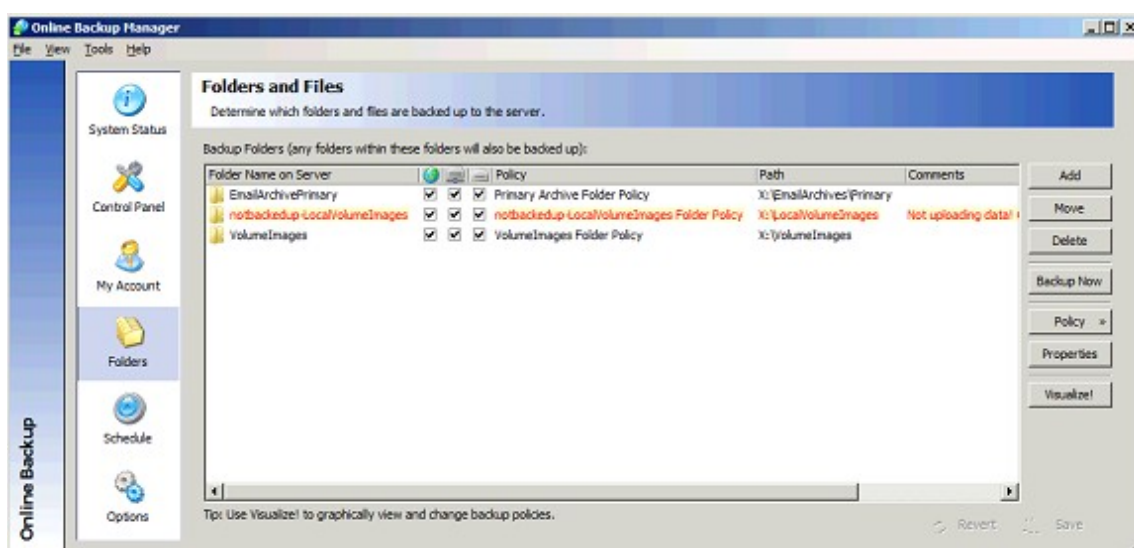 Online Backup Manager
File View Tools Help
System Status
Control Panel
My Account
Folders
Schedule
Options
Online Backup
Folders and Files
Determine which folders and files are backed up to the server.
Backup Folders (any folders within these folders will also be backed up):
Folder Name on Server Policy Path Comments
EmailArchivePrimary Primary Archive Folder Policy X:\EmailArchives\Primary
notbackedup-LocalVolumeImages notbackedup-LocalVolumeImages Folder Policy X:\LocalVolumeImages Not uploading data!
VolumeImages VolumeImages Folder Policy X:\VolumeImages
Tip: Use Visualize! to graphically view and change backup policies.
Add
Move
Delete
Backup Now
Policy »
Properties
Visualize!
Revert Save